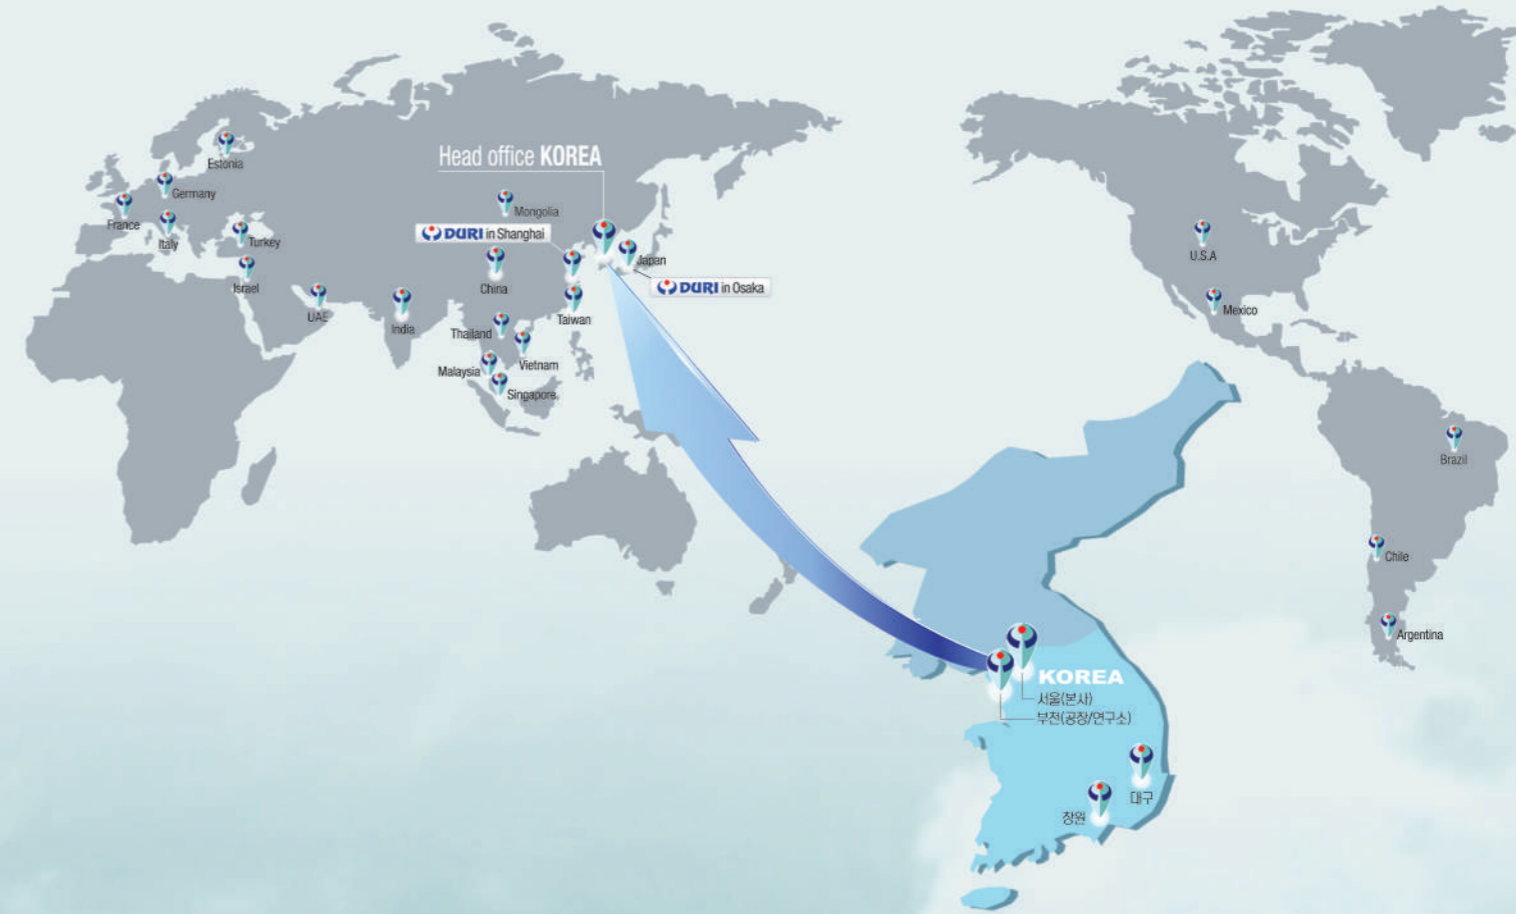 Estonia
Head office KOREA
Germany
France
Italy
Turkey
Mongolia
DURI in Shanghai
Japan
U.S.A
Israel
China
DURI in Osaka
UAE
India
Taiwan
Mexico
Thailand
Vietnam
Malaysia
Singapore
Brazil
Chile
Argentina
KOREA
서울(본사)
부천(공장/연구소)
대구
창원